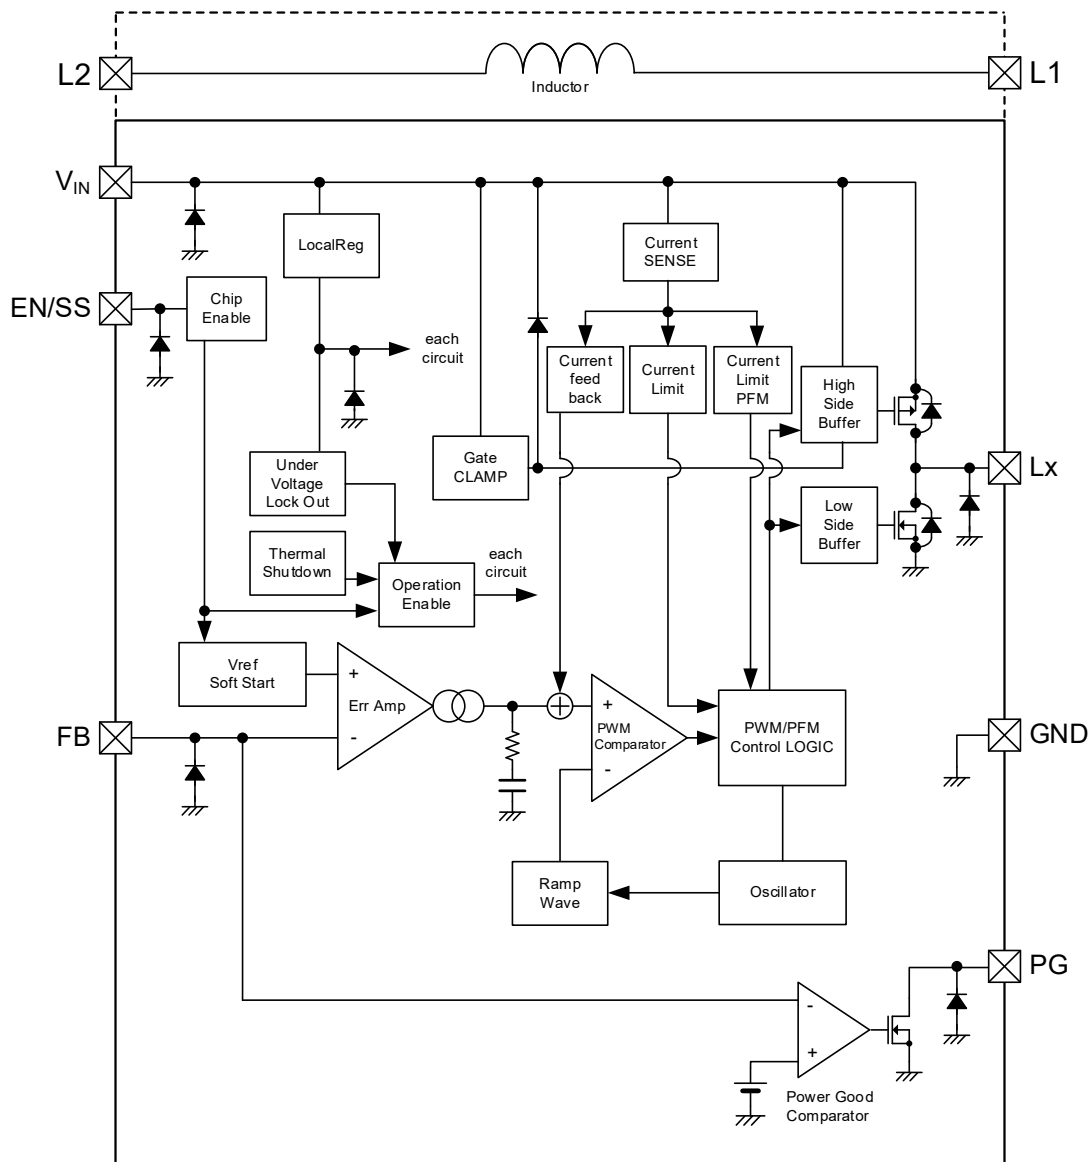 L2
L1
Inductor
VIN
LocalReg
Current
SENSE
EN/SS
Chip
Enable
each
circuit
Current
feed
back
Current
Limit
Current
Limit
PFM
High
Side
Buffer
Gate
CLAMP
Under
Voltage
Lock Out
Lx
Low
Side
Buffer
Thermal
Shutdown
each
circuit
Operation
Enable
Vref
Soft Start
+
Err Amp
-
+
PWM
Comparator
-
PWM/PFM
Control LOGIC
FB
GND
Ramp
Wave
Oscillator
PG
-
+
Power Good
Comparator